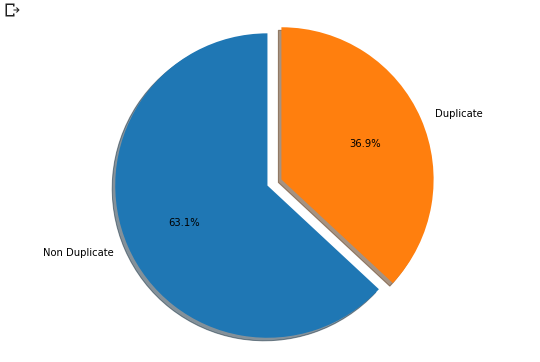 Duplicate
36.9%
63.1%
Non Duplicate